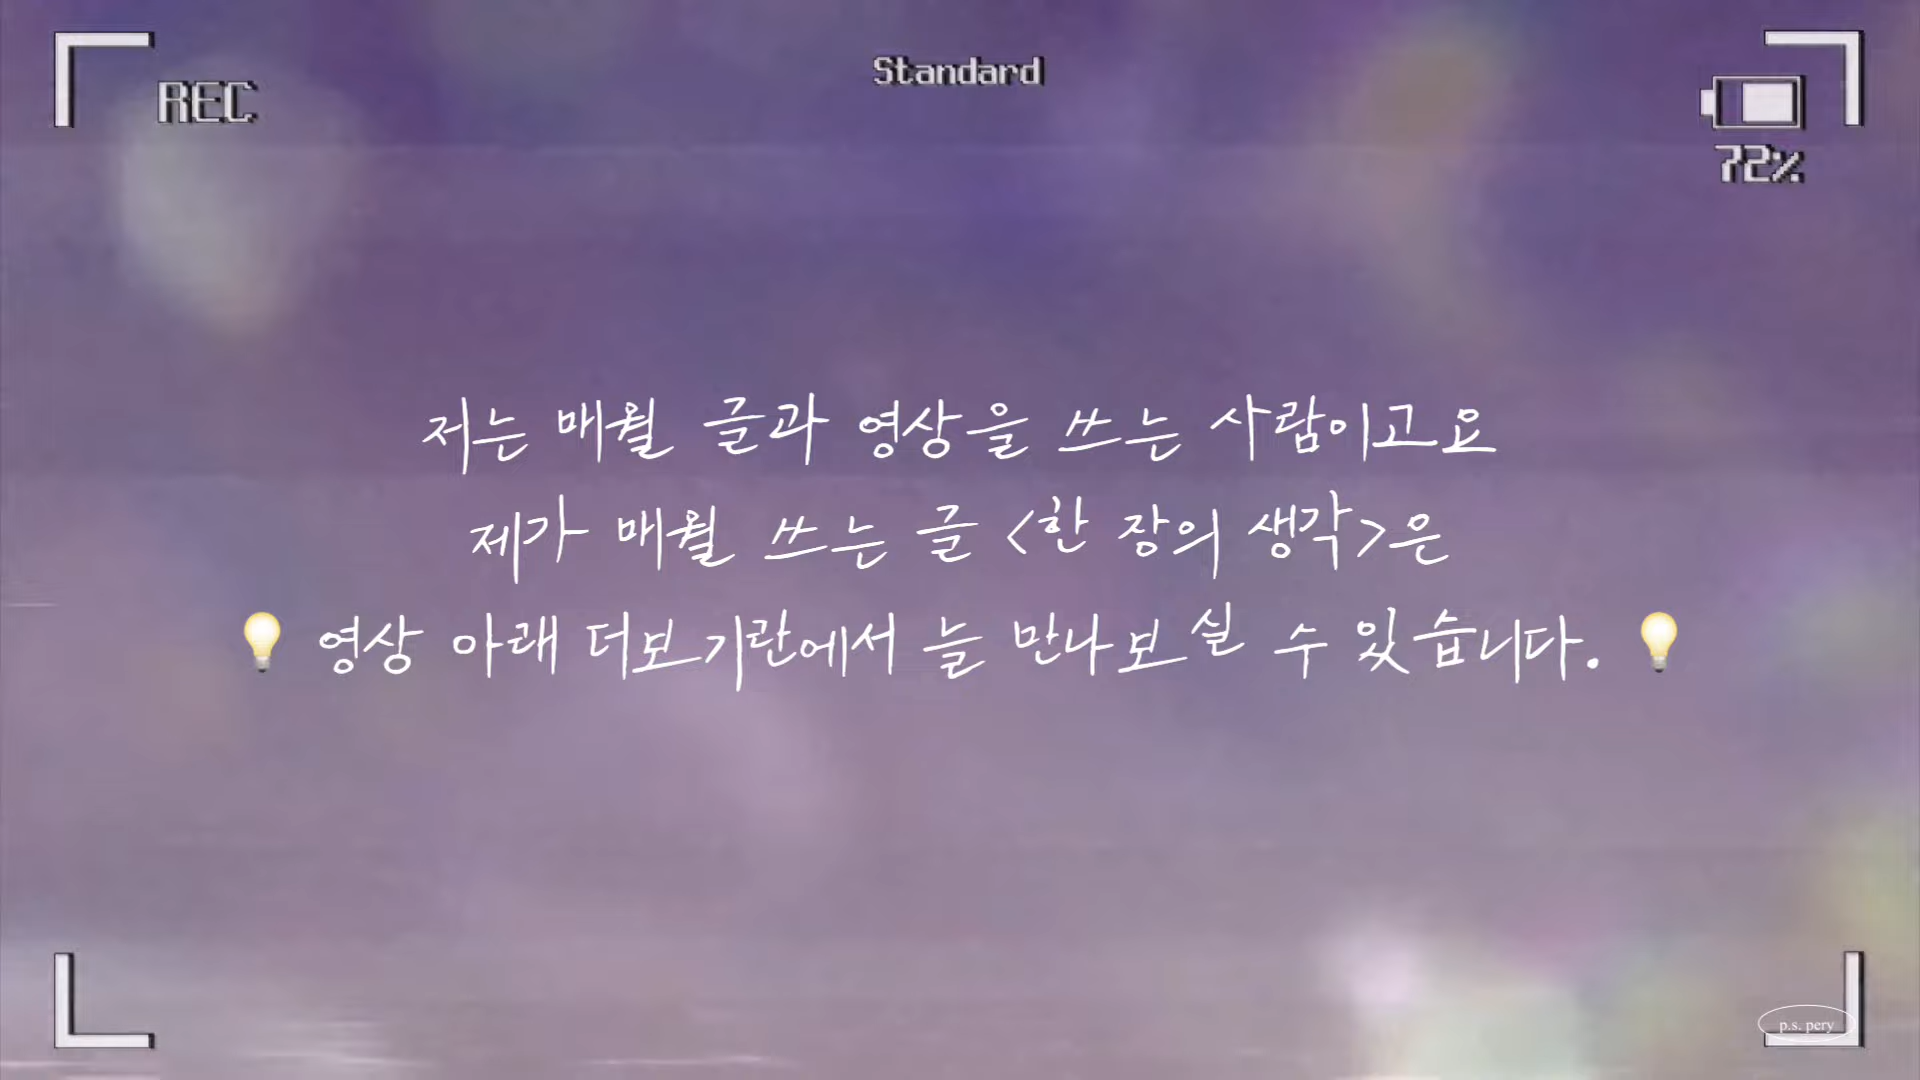 REC
Standard
72%
저는 매월 글과 영상을 쓰는 사람이고요
제가 매월 쓰는 글 <한 장의 생각>은
💡 영상 아래 더보기란에서 늘 만나보실 수 있습니다. 💡
p.s. pery